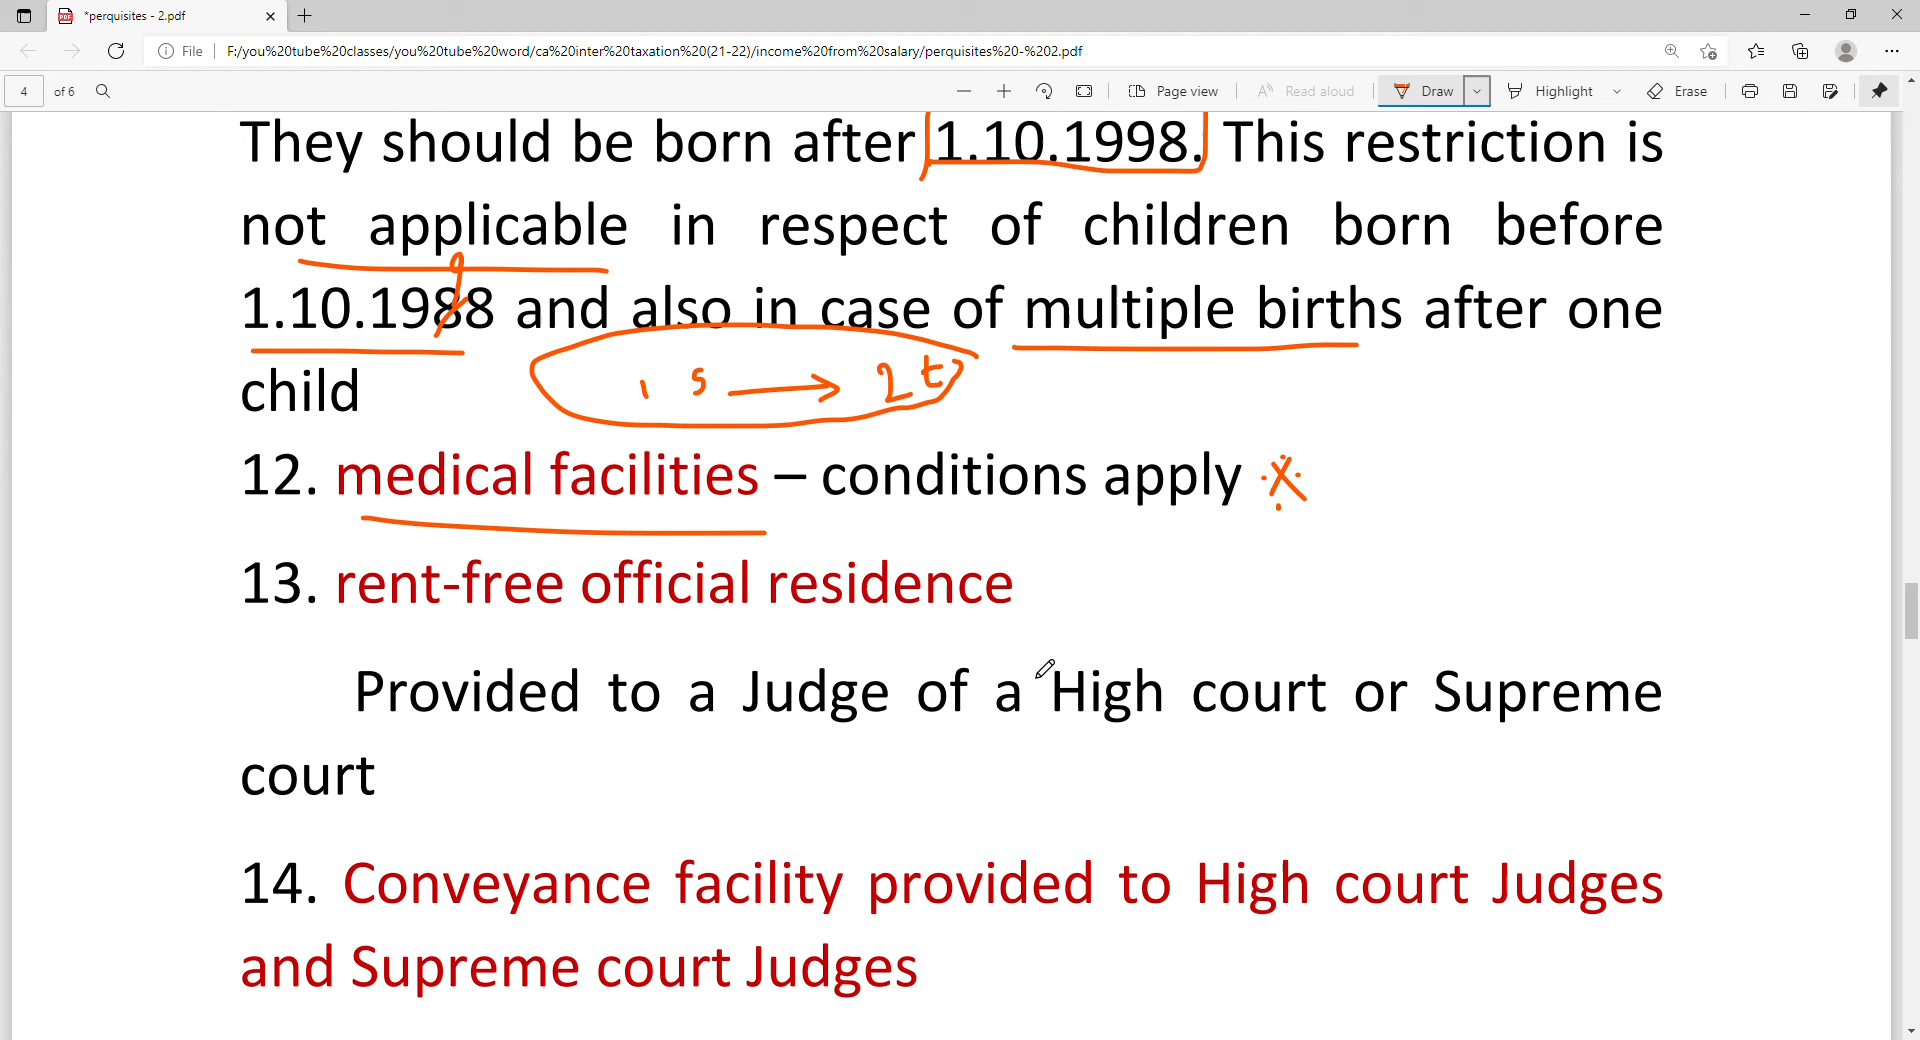 *perquisites - 2.pdf
File
F:/you%20tube%20classes/you%20tube%20word/ca%20inter%20taxation%20(21-22)/income%20from%20salary/perquisites%20-%202.pdf
4 of 6 Page view Read aloud Draw Highlight Erase
They should be born after 1.10.1998. This restriction is
not applicable in respect of children born before
1.10.1988 and also in case of multiple births after one
9
child
1 s → 2 t
12. medical facilities – conditions apply
13. rent-free official residence
Provided to a Judge of a High court or Supreme
court
14. Conveyance facility provided to High court Judges
and Supreme court Judges